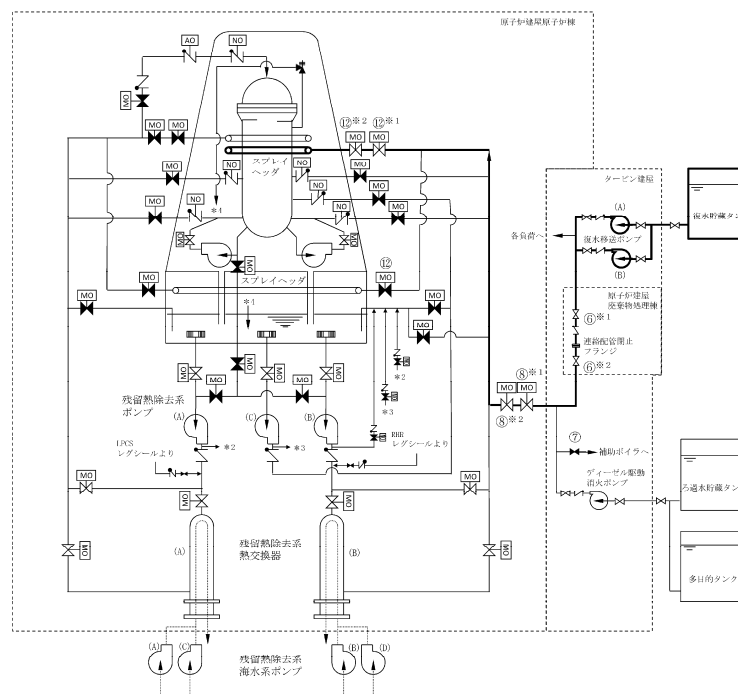 原子炉建屋原子炉棟
AO
NO
MO
MO
MO
⑫※2
⑫※1
MO
MO
スプレイ
ヘッダ
NO
NO
MO
MO
NO
MO
タービン建屋
NO
MO
*4
MO
(A)
復水貯蔵タン
MO
MO
各負荷へ
復水移送ポンプ
MO
(B)
⑫
スプレイヘッダ
MO
MO
原子炉建屋
廃棄物処理棟
MO
*4
MO
⑥※1
MO
連絡配管閉止
フランジ
MO
⑥※2
*2
⑧※1
MO
MO
MO
MO
MO
MO
MO
MO
残留熱除去系
ポンプ
*3
⑧※2
(A)
(C)
(B)
⑦
LPCS
レグシールより
*2
*3
RHR
レグシールより
補助ボイラへ
MO
MO
ディーゼル駆動
消火ポンプ
ろ過水貯蔵タン
MO
MO
MO
(A)
残留熱除去系
熱交換器
(B)
MO
多目的タンク
(A)
(C)
残留熱除去系
海水系ポンプ
(B)
(D)